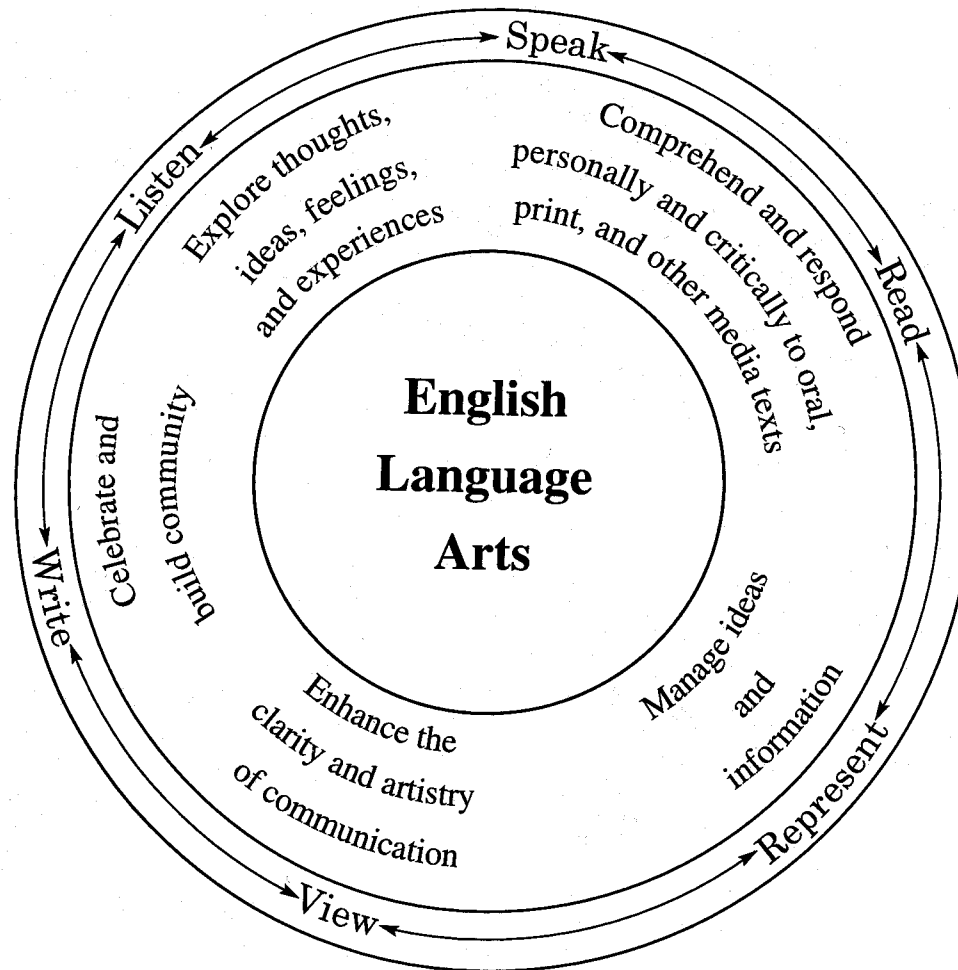 Speak
Read
Represent
View
Write
Listen
Explore thoughts,
ideas, feelings,
and experiences
Comprehend and respond
personally and critically to oral,
print, and other media texts
Manage ideas
and
information
Enhance the
clarity and artistry
of communication
Celebrate and
build community
English
Language
Arts